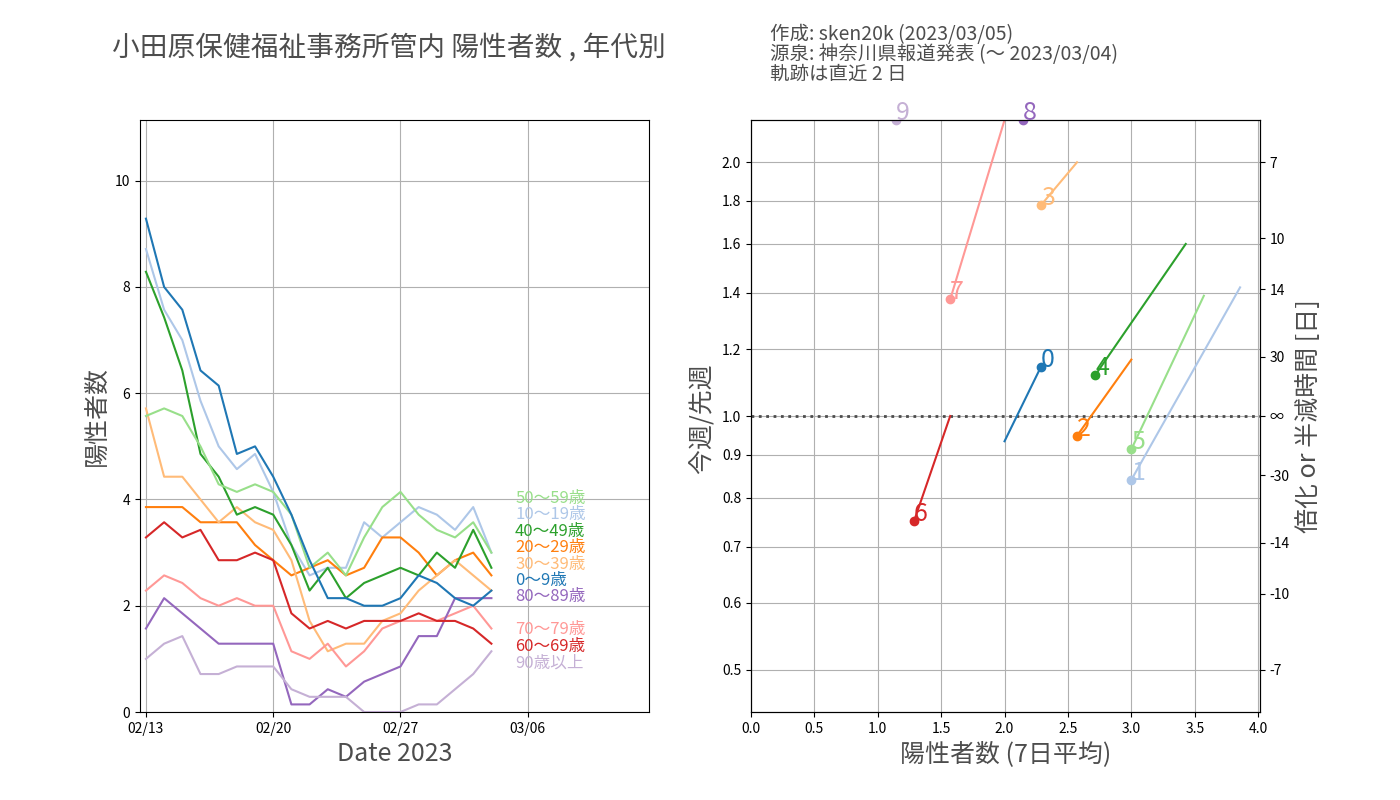 小田原保健福祉事務所管内 陽性者数 , 年代別
作成: sken20k (2023/03/05)
源泉: 神奈川県報道発表 (～ 2023/03/04)
軌跡は直近 2 日
陽性者数
10
8
6
4
2
0
02/13
02/20
02/27
03/06
Date 2023
50～59歳
10～19歳
40～49歳
20～29歳
30～39歳
0～9歳
80～89歳
70～79歳
60～69歳
90歳以上
今週/先週
2.0
1.8
1.6
1.4
1.2
1.0
0.9
0.8
0.7
0.6
0.5
9
8
3
7
0
4
2
5
1
6
0.0
0.5
1.0
1.5
2.0
2.5
3.0
3.5
4.0
陽性者数 (7日平均)
7
10
14
30
∞
-30
-14
-10
-7
倍化 or 半減時間 [日]